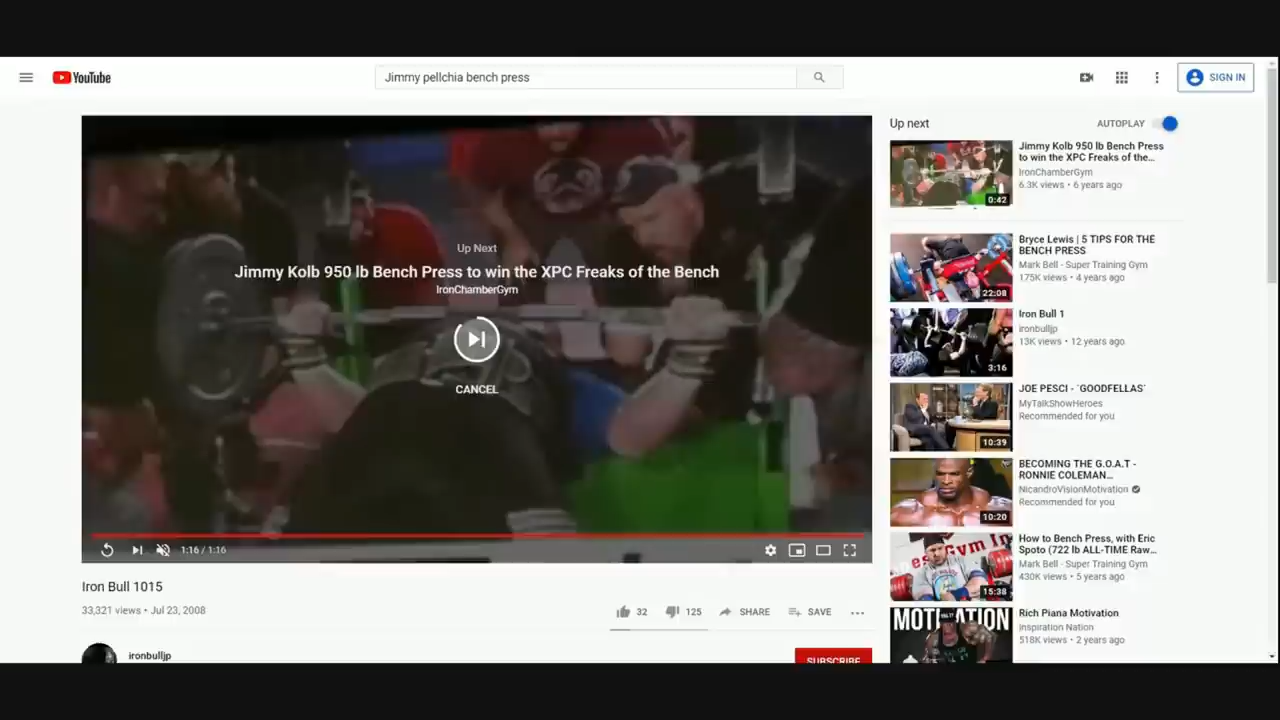 YouTube
Jimmy pellchia bench press
SIGN IN
Up Next
Jimmy Kolb 950 lb Bench Press to win the XPC Freaks of the Bench
IronChamberGym
CANCEL
1:16 / 1:16
Iron Bull 1015
33,321 views • Jul 23, 2008
32
125
SHARE
SAVE
ironbulljp
SUBSCRIBE
Up next
AUTOPLAY
Jimmy Kolb 950 lb Bench Press
to win the XPC Freaks of the...
IronChamberGym
6.3K views • 6 years ago
0:42
Bryce Lewis | 5 TIPS FOR THE
BENCH PRESS
Mark Bell - Super Training Gym
175K views • 4 years ago
22:08
Iron Bull 1
ironbulljp
13K views • 12 years ago
3:16
JOE PESCI - ´GOODFELLAS´
MyTalkShowHeroes
Recommended for you
10:39
BECOMING THE G.O.A.T -
RONNIE COLEMAN...
NicandroVisionMotivation
Recommended for you
10:20
How to Bench Press, with Eric
Spoto (722 lb ALL-TIME Raw...
Mark Bell - Super Training Gym
430K views • 5 years ago
15:38
Rich Piana Motivation
Inspiration Nation
518K views • 2 years ago